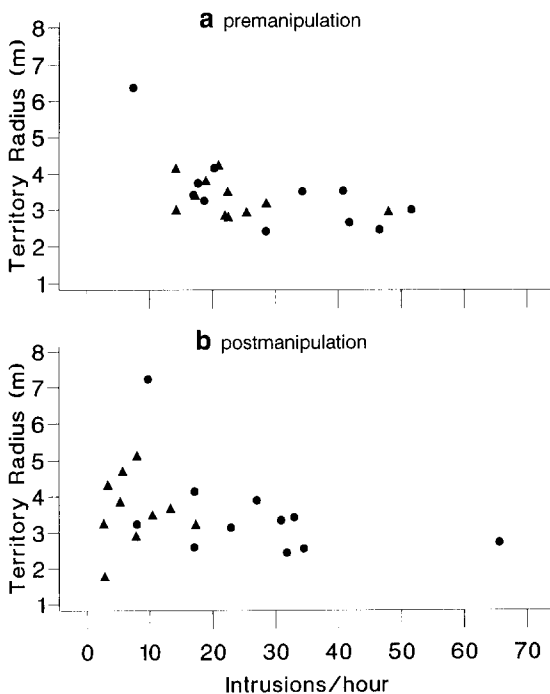 a premanipulation
8
7
6
5
4
3
2
1
Territory Radius (m)
b postmanipulation
8
7
6
5
4
3
2
1
Territory Radius (m)
0 10 20 30 40 50 60 70
Intrusions/hour